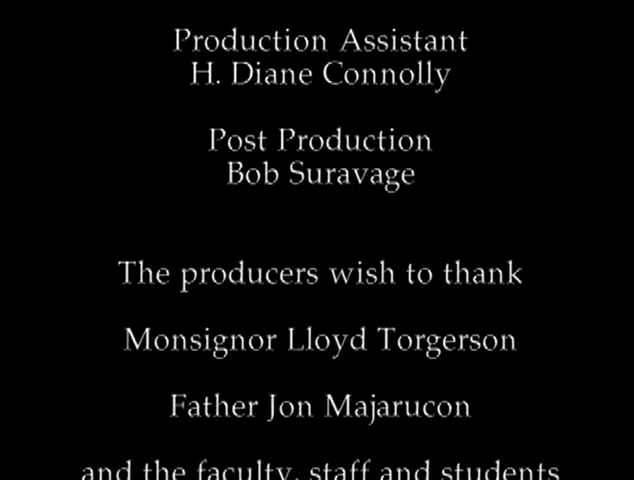 Production Assistant
H. Diane Connolly
Post Production
Bob Suravage
The producers wish to thank
Monsignor Lloyd Torgerson
Father Jon Majarucon
and the faculty, staff and students